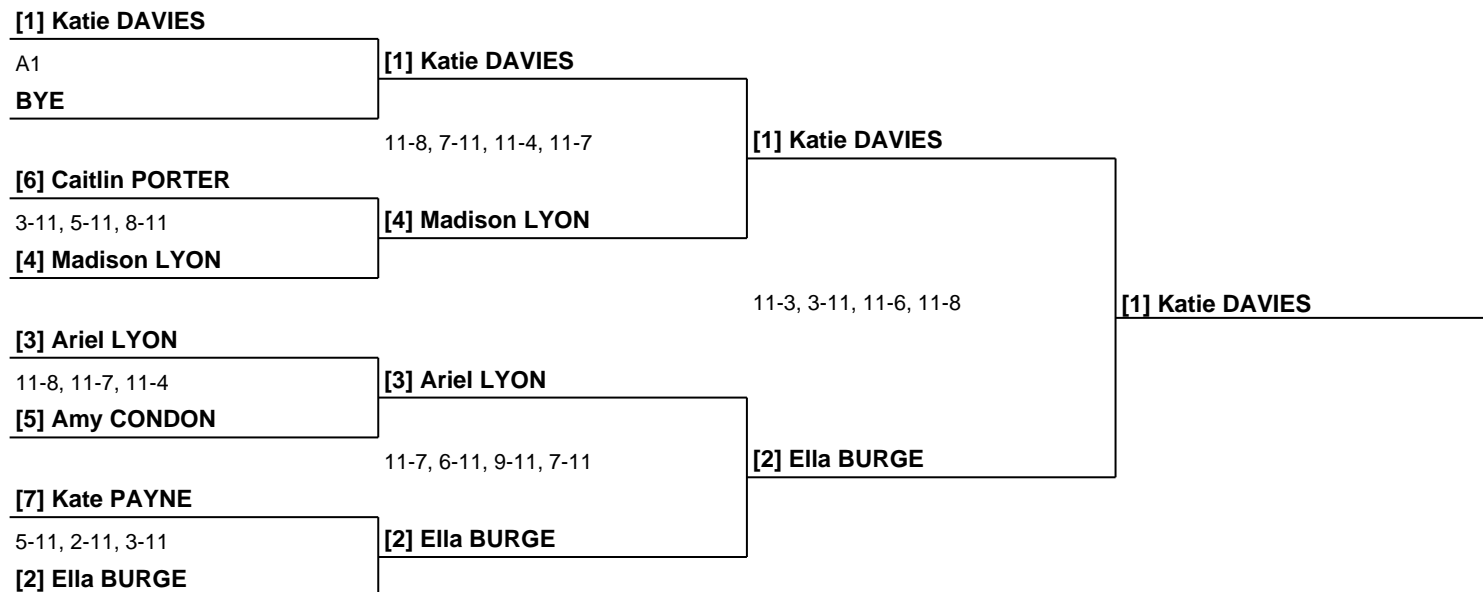 [1] Katie DAVIES
A1
BYE
[1] Katie DAVIES
11-8, 7-11, 11-4, 11-7
[1] Katie DAVIES
[6] Caitlin PORTER
3-11, 5-11, 8-11
[4] Madison LYON
[4] Madison LYON
11-3, 3-11, 11-6, 11-8
[1] Katie DAVIES
[3] Ariel LYON
11-8, 11-7, 11-4
[5] Amy CONDON
[3] Ariel LYON
11-7, 6-11, 9-11, 7-11
[2] Ella BURGE
[7] Kate PAYNE
5-11, 2-11, 3-11
[2] Ella BURGE
[2] Ella BURGE